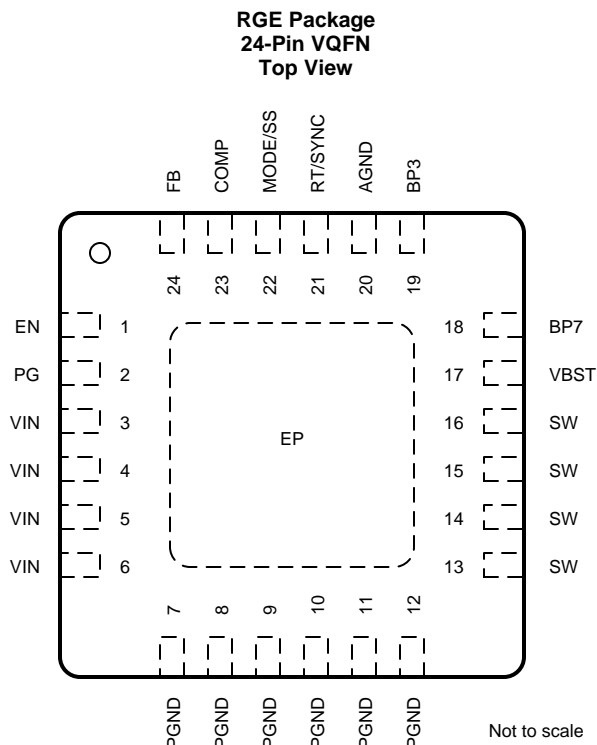 RGE Package
24-Pin VQFN
Top View
FB
COMP
MODE/SS
RT/SYNC
AGND
BP3
24
23
22
21
20
19
EN 1
PG 2
VIN 3
VIN 4
VIN 5
VIN 6
EP
18 BP7
17 VBST
16 SW
15 SW
14 SW
13 SW
7
8
9
10
11
12
PGND
PGND
PGND
PGND
PGND
PGND
Not to scale